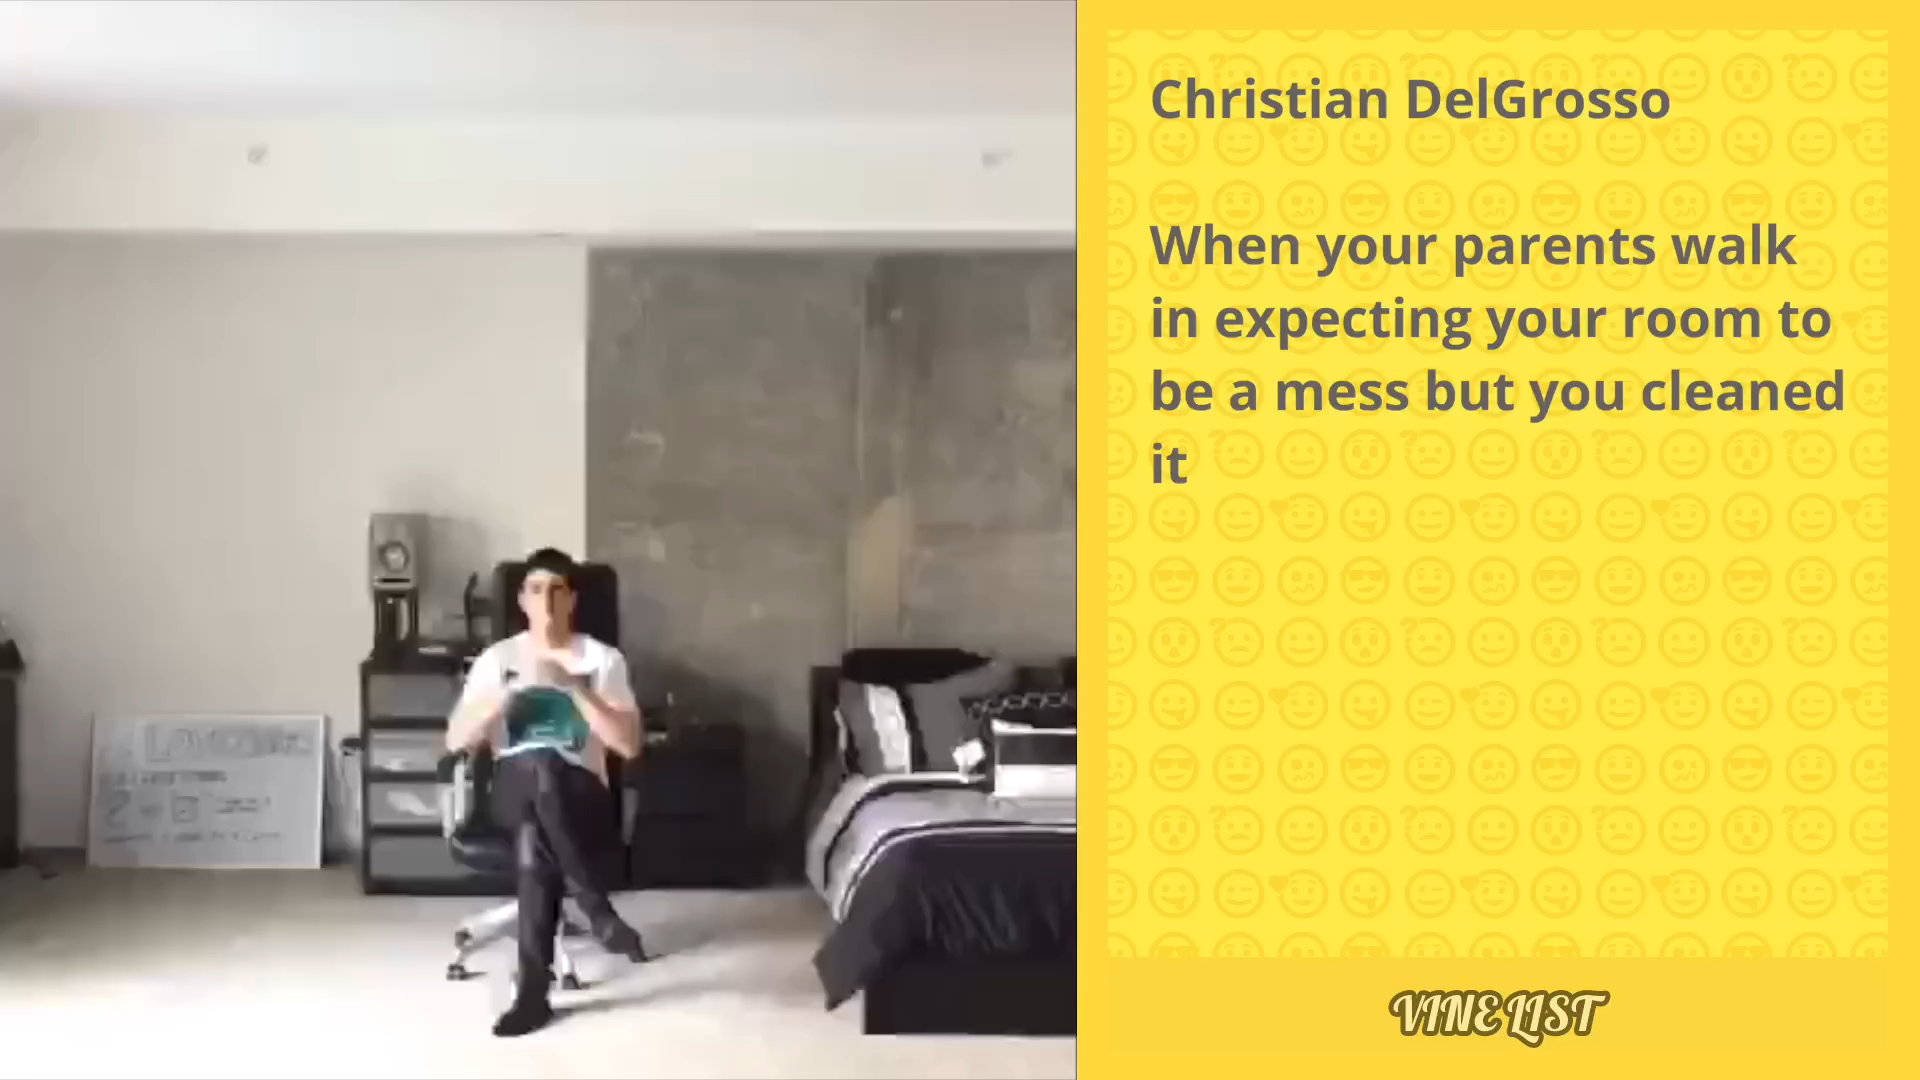 Christian DelGrosso
When your parents walk
in expecting your room to
be a mess but you cleaned
it
VINE LIST